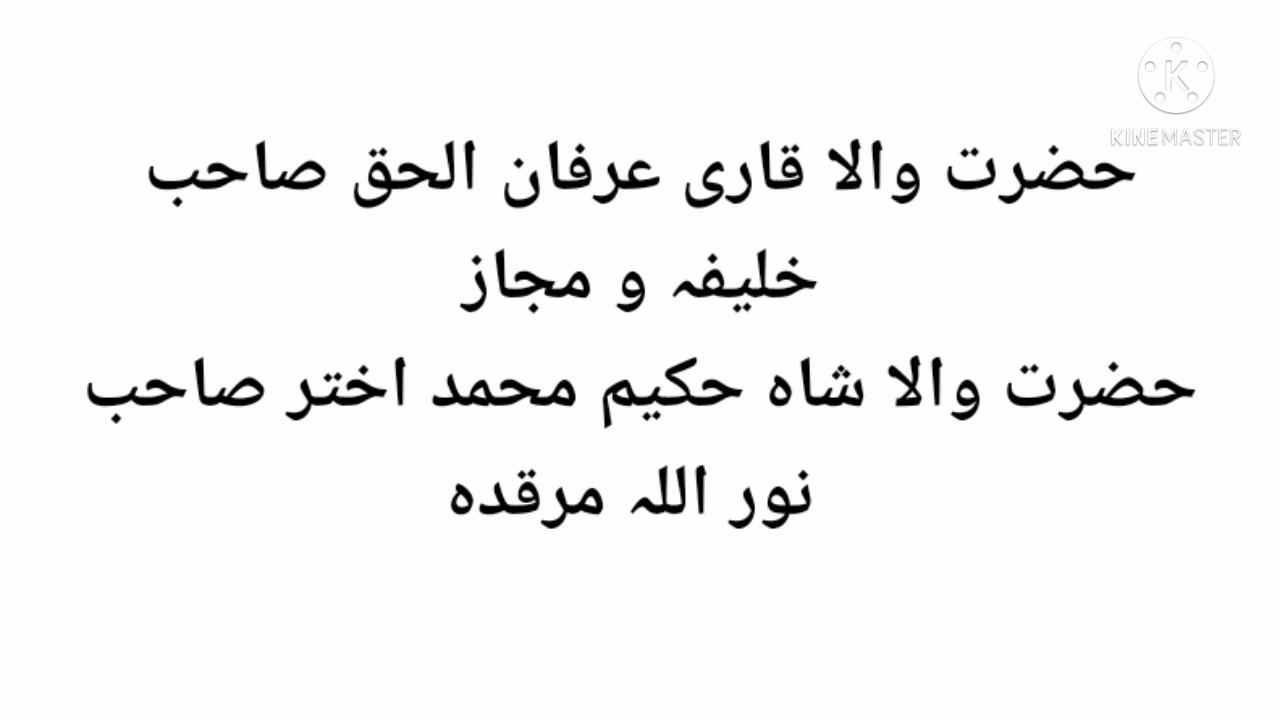 KINEMASTER
حضرت والا قاری عرفان الحق صاحب
خلیفہ و مجاز
حضرت والا شاہ حکیم محمد اختر صاحب
نور اللہ مرقدہ